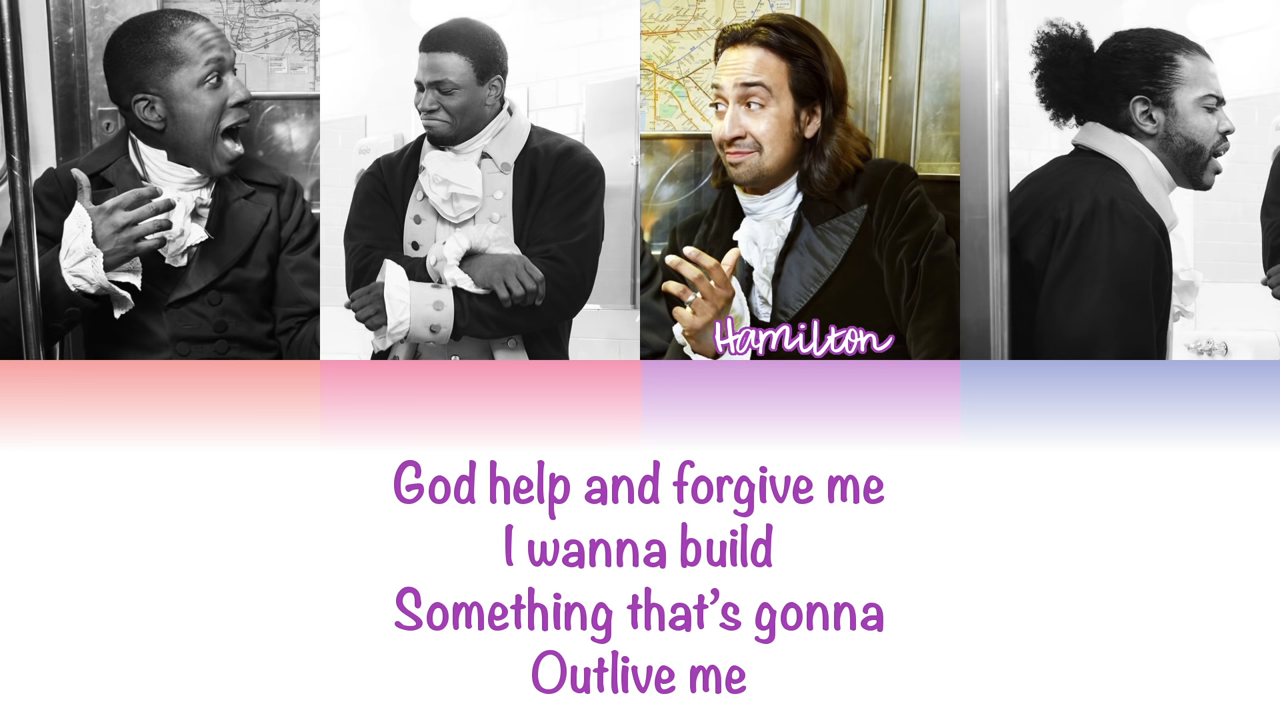 Hamilton
God help and forgive me
I wanna build
Something that's gonna
Outlive me